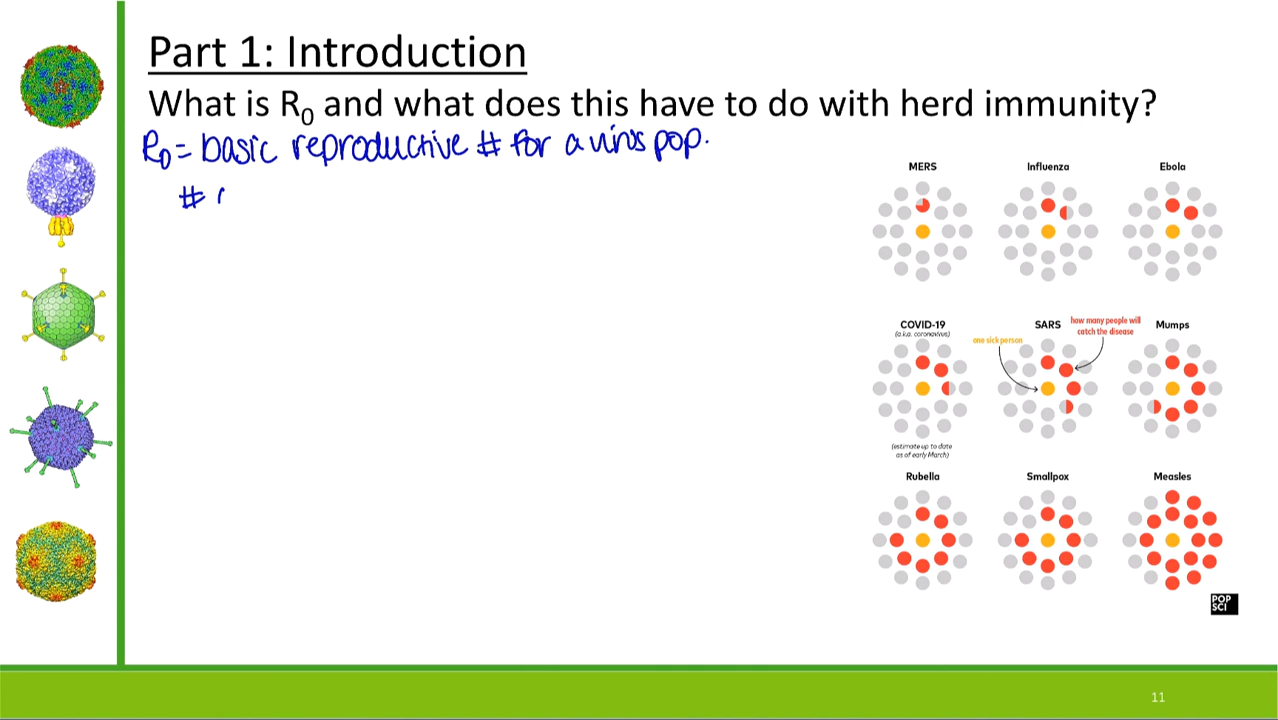 Part 1: Introduction
What is R0 and what does this have to do with herd immunity?
R0 = basic reproductive # for a virus pop.
#
MERS
Influenza
Ebola
COVID-19
(a.k.a. coronavirus)
(estimate up to date
as of early March)
SARS
one sick person
how many people will
catch the disease
Mumps
Rubella
Smallpox
Measles
POP
SCI
11